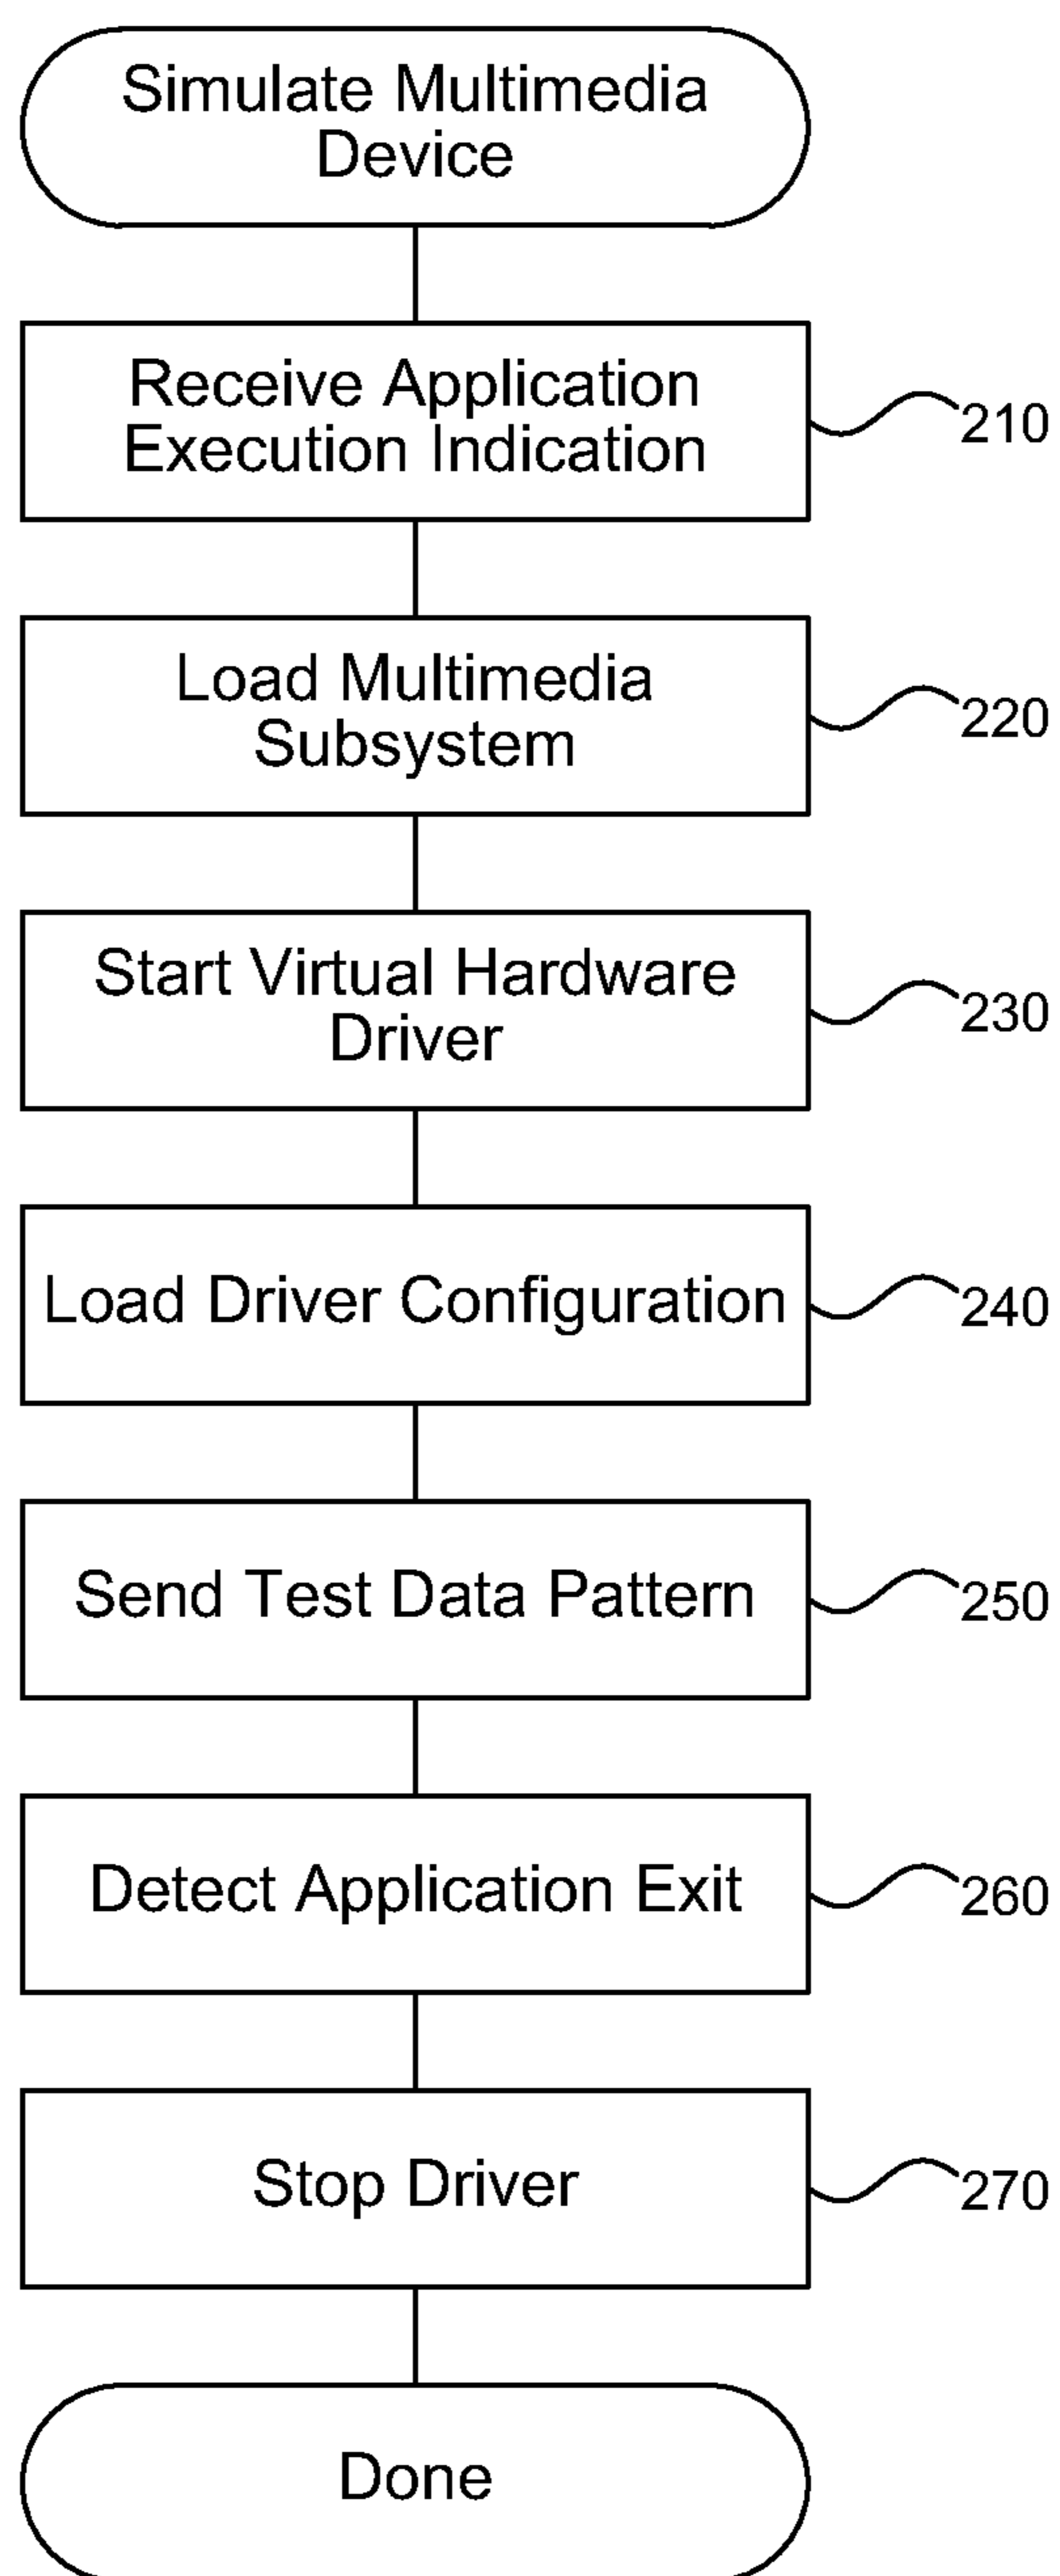 Simulate Multimedia
Device
Receive Application
Execution Indication
210
Load Multimedia
Subsystem
220
Start Virtual Hardware
Driver
230
Load Driver Configuration
240
Send Test Data Pattern
250
Detect Application Exit
260
Stop Driver
270
Done